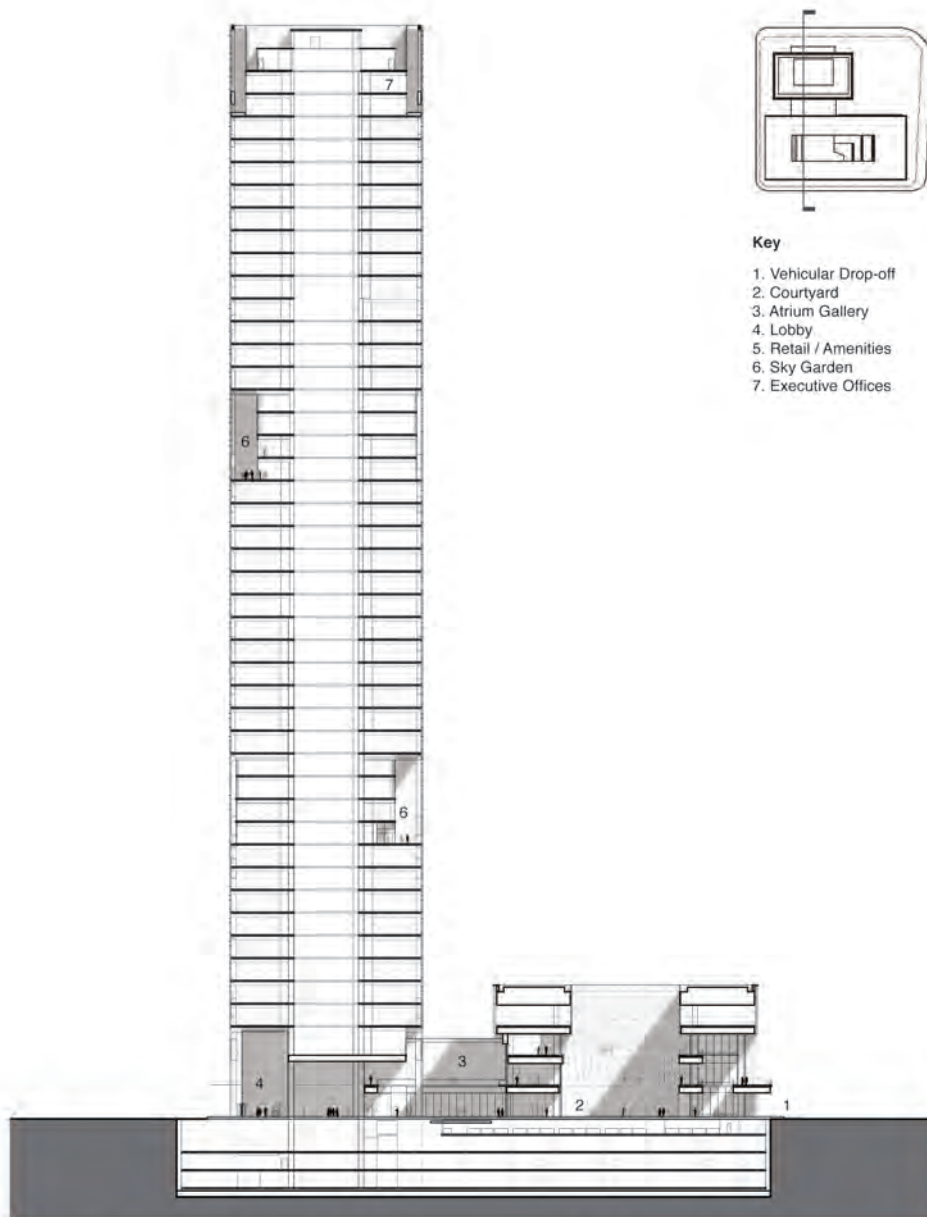 7
Key
1. Vehicular Drop-off
2. Courtyard
3. Atrium Gallery
4. Lobby
5. Retail / Amenities
6. Sky Garden
7. Executive Offices
6
6
3
4
2
1